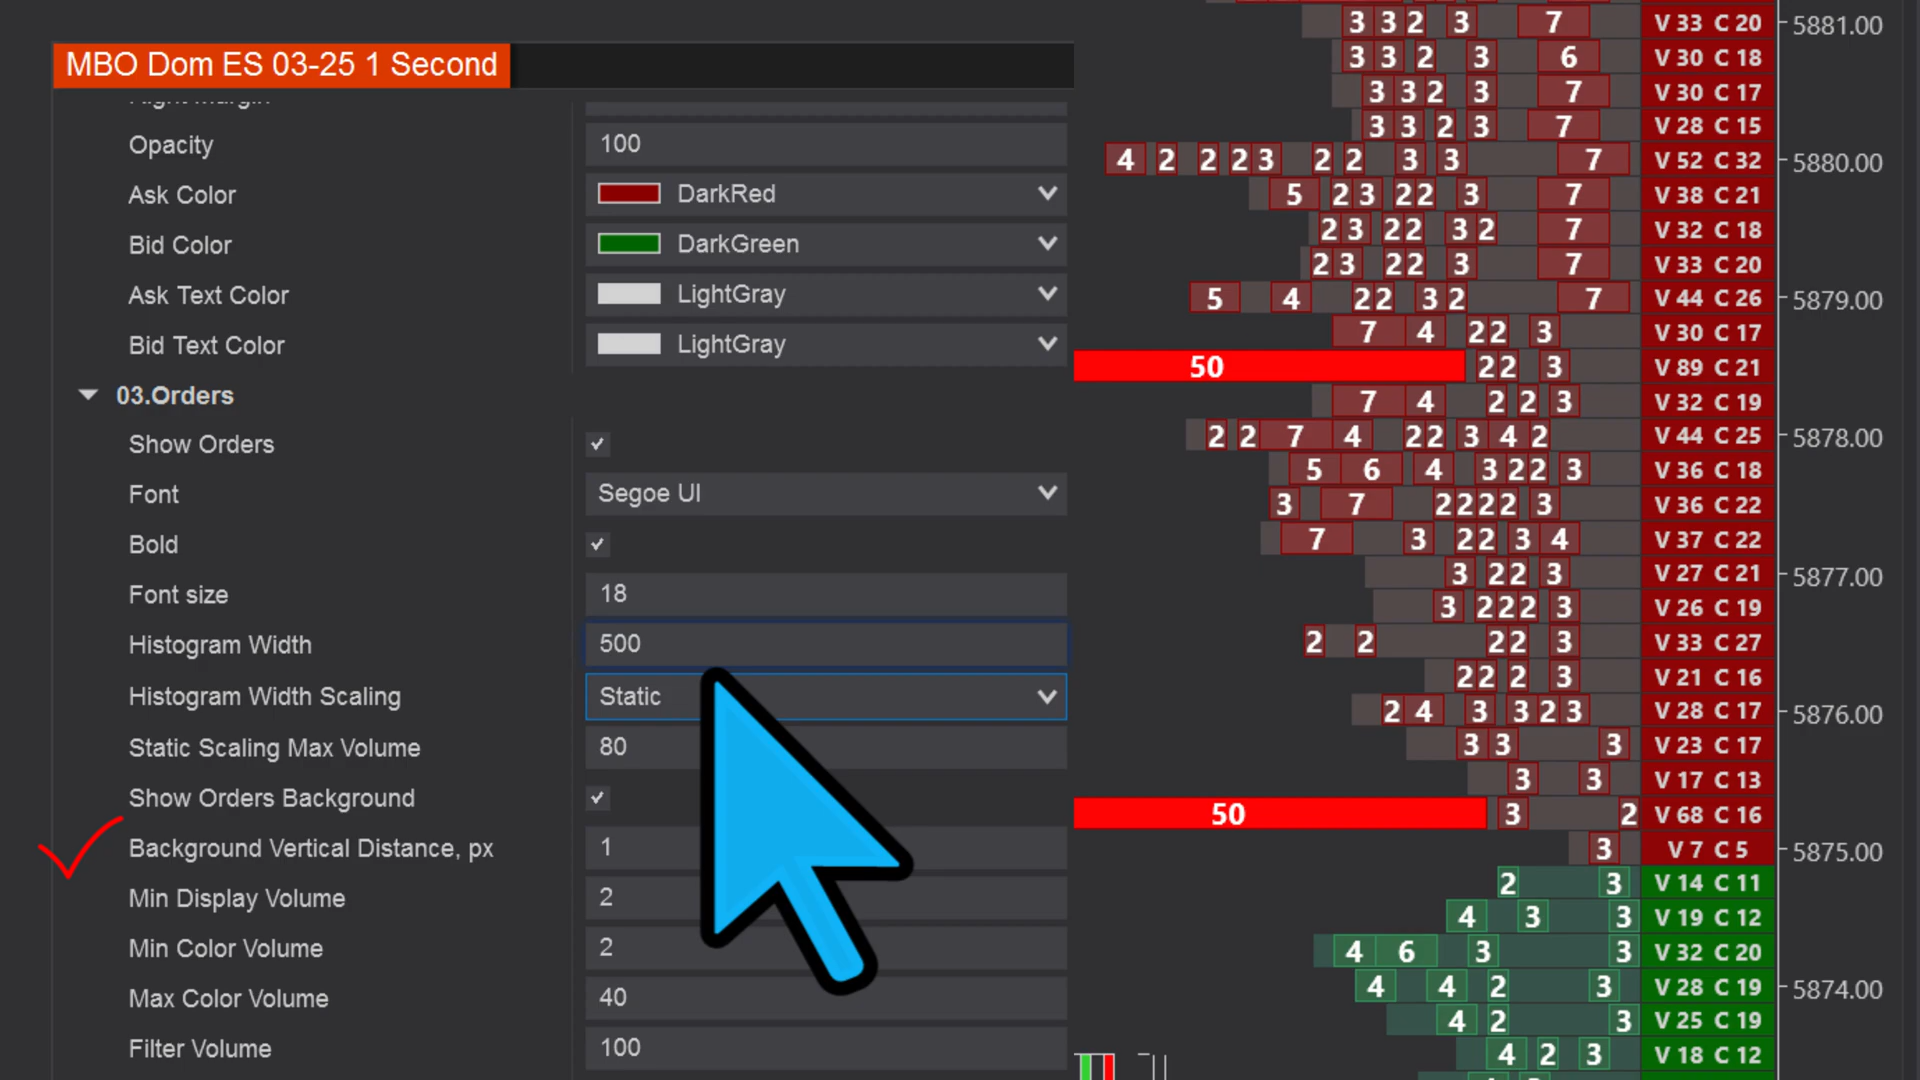 MBO Dom ES 03-25 1 Second
Opacity 100
Ask Color DarkRed
Bid Color DarkGreen
Ask Text Color LightGray
Bid Text Color LightGray
03.Orders
Show Orders
Font Segoe UI
Bold
Font size 18
Histogram Width 500
Histogram Width Scaling Static
Static Scaling Max Volume 80
Show Orders Background
Background Vertical Distance, px 1
Min Display Volume 2
Min Color Volume 2
Max Color Volume 40
Filter Volume 100
3 3 2 3 7 V 33 C 20 5881.00
3 3 2 3 6 V 30 C 18
3 3 2 3 7 V 30 C 17
3 3 2 3 7 V 28 C 15
4 2 2 2 3 2 2 3 3 7 V 52 C 32 5880.00
5 2 3 2 2 3 7 V 38 C 21
2 3 2 2 3 2 7 V 32 C 18
2 3 2 2 3 7 V 33 C 20
5 4 2 2 3 2 7 V 44 C 26 5879.00
7 4 2 2 3 V 30 C 17
50 2 2 3 V 89 C 21
7 4 2 2 3 V 32 C 19
2 2 7 4 2 2 3 4 2 V 44 C 25 5878.00
5 6 4 3 2 2 3 V 36 C 18
3 7 2 2 2 2 3 V 36 C 22
7 3 2 2 3 4 V 37 C 22
3 2 2 3 V 27 C 21 5877.00
3 2 2 2 3 V 26 C 19
2 2 2 2 3 V 33 C 27
2 2 2 3 V 21 C 16
2 4 3 3 2 3 V 28 C 17 5876.00
3 3 3 V 23 C 17
3 3 V 17 C 13
50 3 2 V 68 C 16
3 V 7 C 5 5875.00
2 3 V 14 C 11
4 3 3 V 19 C 12
4 6 3 3 V 32 C 20
4 4 2 3 V 28 C 19 5874.00
4 2 3 V 25 C 19
4 2 3 V 18 C 12